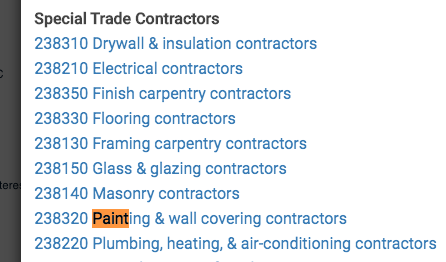 Special Trade Contractors
238310 Drywall & insulation contractors
238210 Electrical contractors
238350 Finish carpentry contractors
238330 Flooring contractors
238130 Framing carpentry contractors
238150 Glass & glazing contractors
238140 Masonry contractors
238320 Painting & wall covering contractors
238220 Plumbing, heating, & air-conditioning contractors